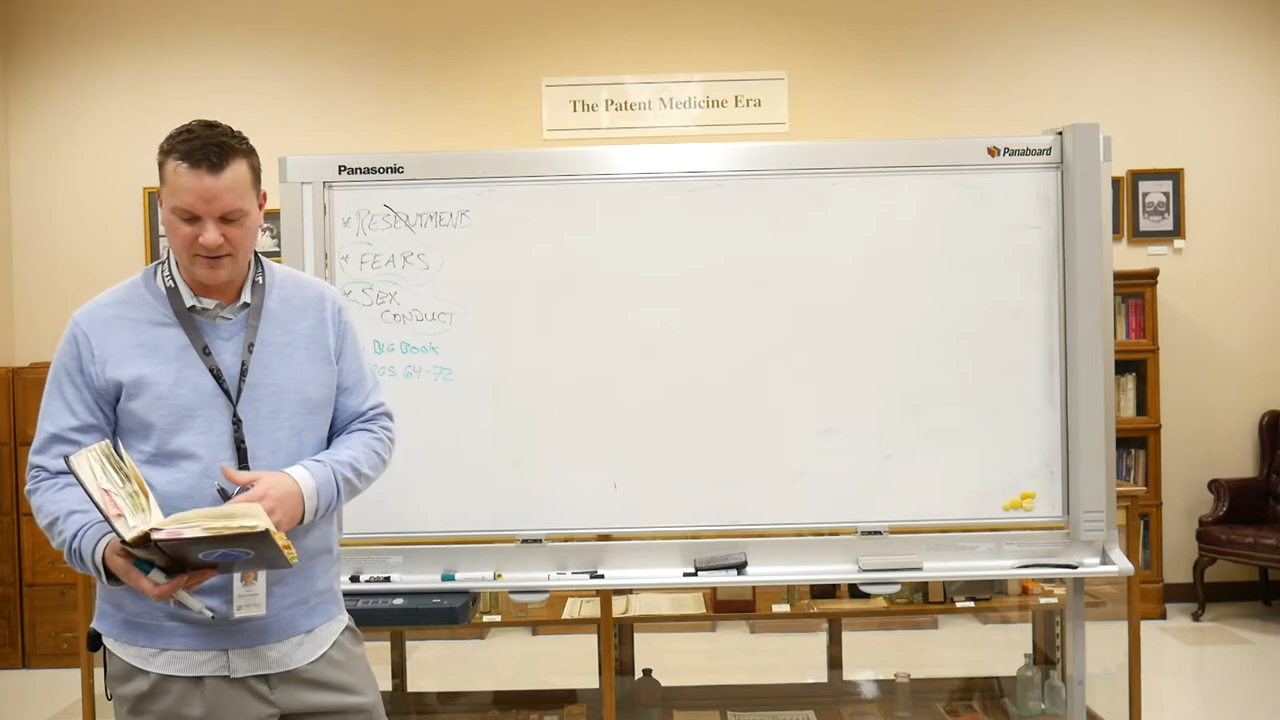 The Patent Medicine Era
Panasonic
Panaboard
* RESENTMENTS
* FEARS
* SEX
CONDUCT
BIG BOOK
PGS. 64-72